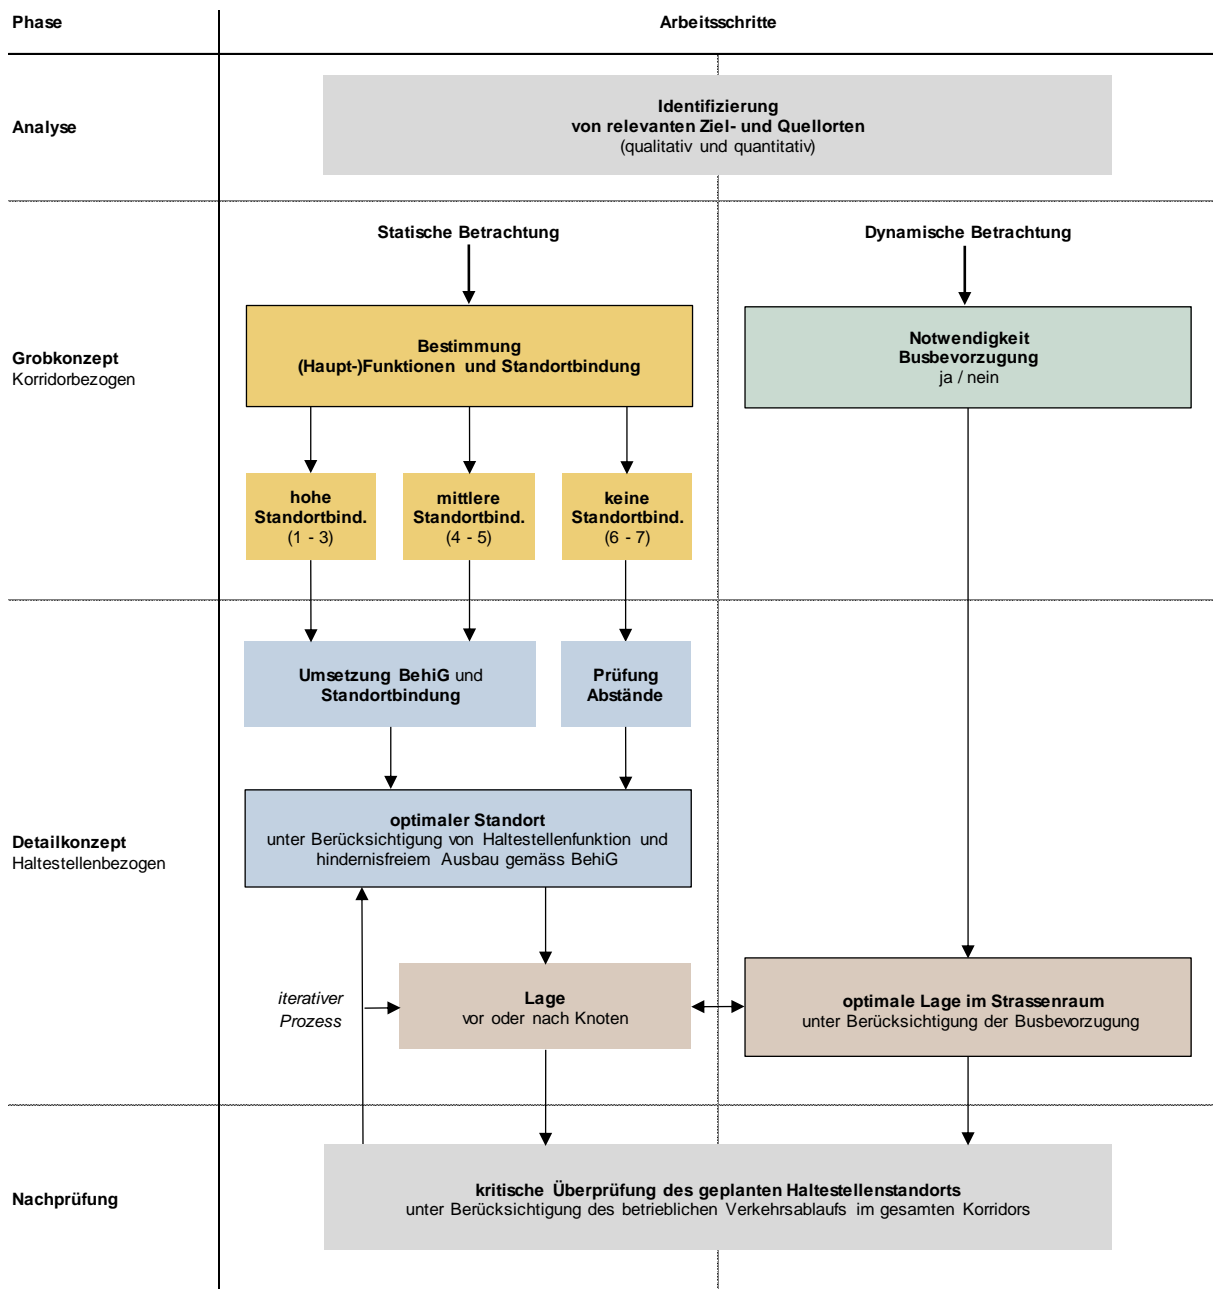 Phase
Arbeitsschritte
Analyse
Identifizierung
von relevanten Ziel- und Quellorten
(qualitativ und quantitativ)
Statische Betrachtung
Dynamische Betrachtung
Grobkonzept
Korridorbezogen
Bestimmung
(Haupt-)Funktionen und Standortbindung
Notwendigkeit
Busbevorzugung
ja / nein
hohe
Standortbind.
(1 - 3)
mittlere
Standortbind.
(4 - 5)
keine
Standortbind.
(6 - 7)
Umsetzung BehiG und
Standortbindung
Prüfung
Abstände
Detailkonzept
Haltestellenbezogen
optimaler Standort
unter Berücksichtigung von Haltestellenfunktion und
hindernisfreiem Ausbau gemäss BehiG
iterativer
Prozess
Lage
vor oder nach Knoten
optimale Lage im Strassenraum
unter Berücksichtigung der Busbevorzugung
Nachprüfung
kritische Überprüfung des geplanten Haltestellenstandorts
unter Berücksichtigung des betrieblichen Verkehrsablaufs im gesamten Korridors